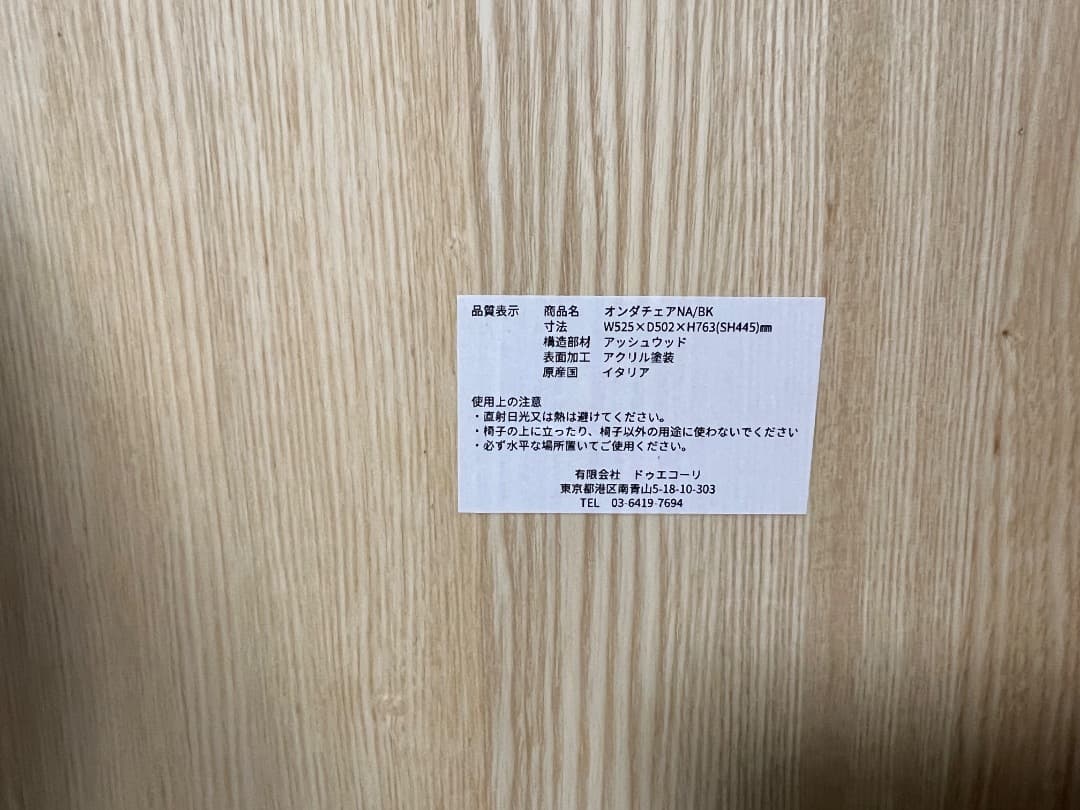 品質表示 商品名 オンダチェアNA/BK
寸法 W525×D502×H763(SH445)㎜
構造部材 アッシュウッド
表面加工 アクリル塗装
原産国 イタリア
使用上の注意
・直射日光又は熱は避けてください。
・椅子の上に立ったり、椅子以外の用途に使わないでください
・必ず水平な場所置いてご使用ください。
有限会社 ドゥエコーリ
東京都港区南青山5-18-10-303
TEL 03-6419-7694